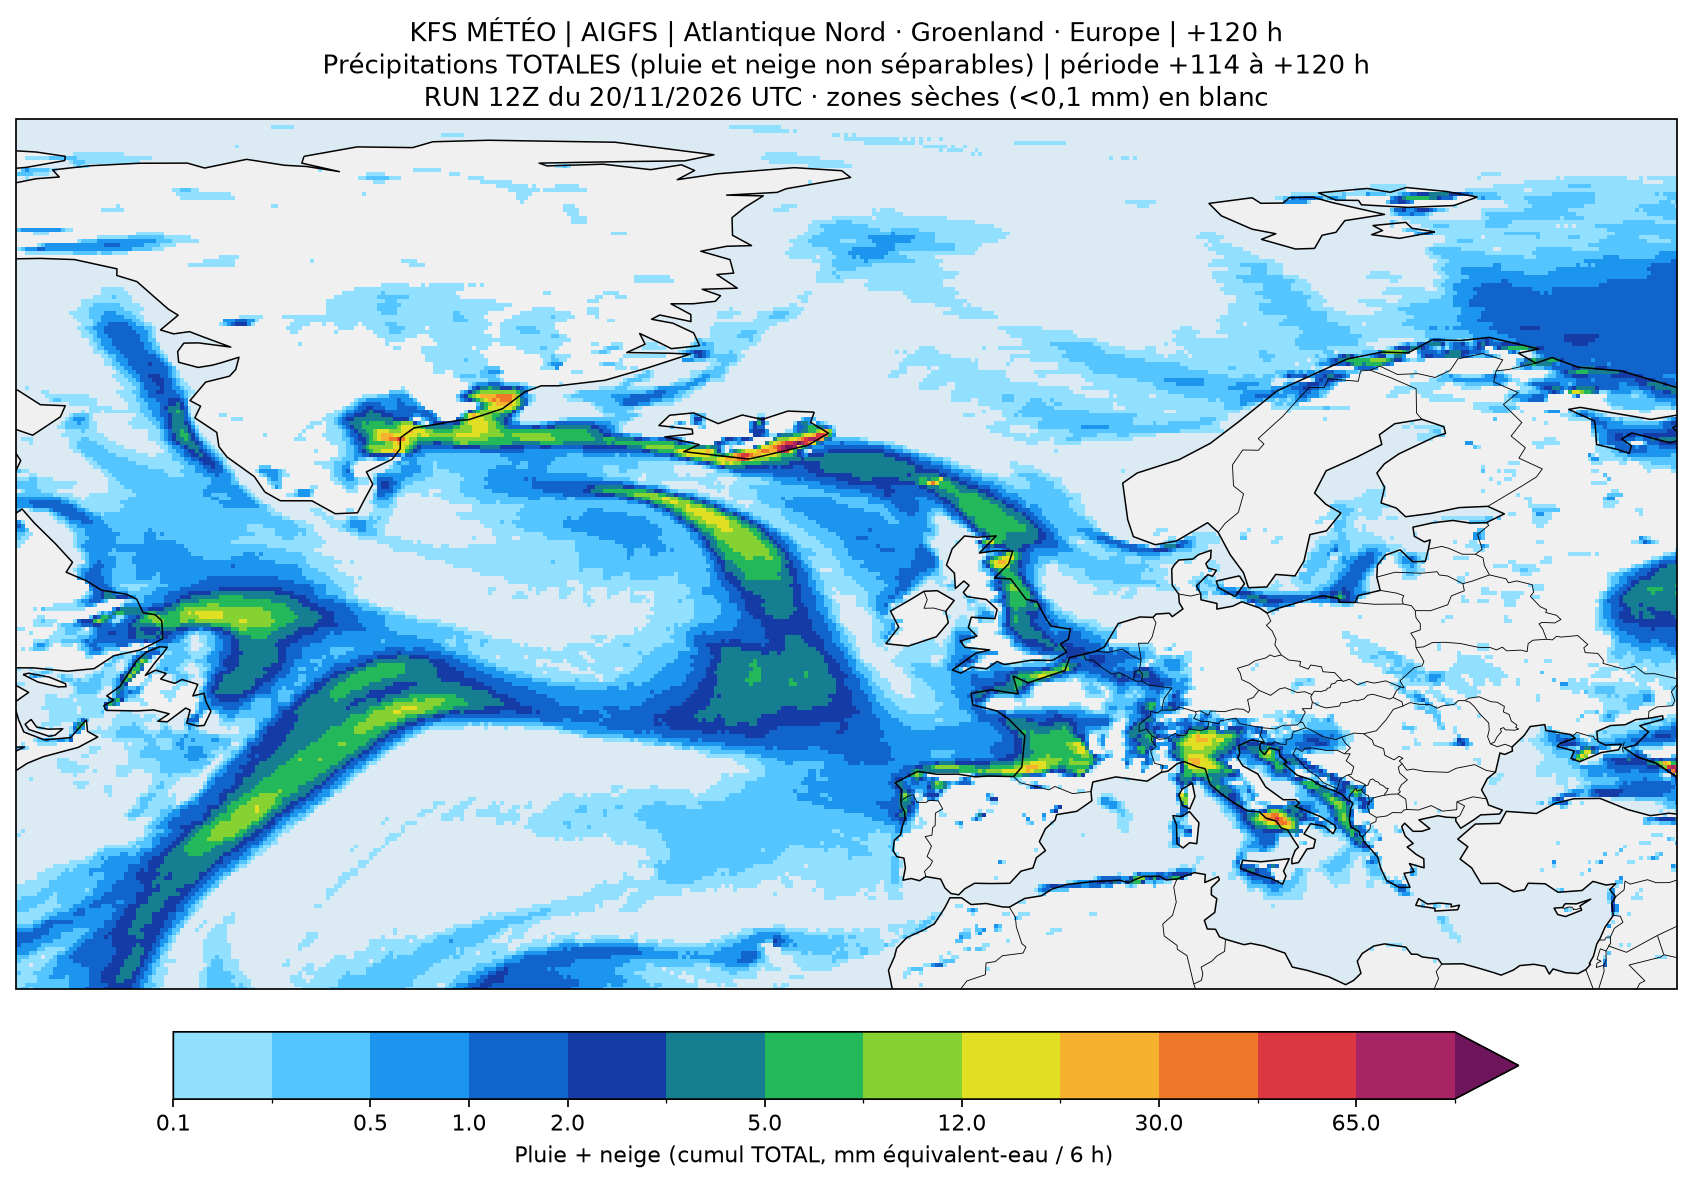 KFS MÉTÉO | AIGFS | Atlantique Nord · Groenland · Europe | +120 h
Précipitations TOTALES (pluie et neige non séparables) | période +114 à +120 h
RUN 12Z du 20/11/2026 UTC · zones sèches (<0,1 mm) en blanc
0.1 0.5 1.0 2.0 5.0 12.0 30.0 65.0
Pluie + neige (cumul TOTAL, mm équivalent-eau / 6 h)